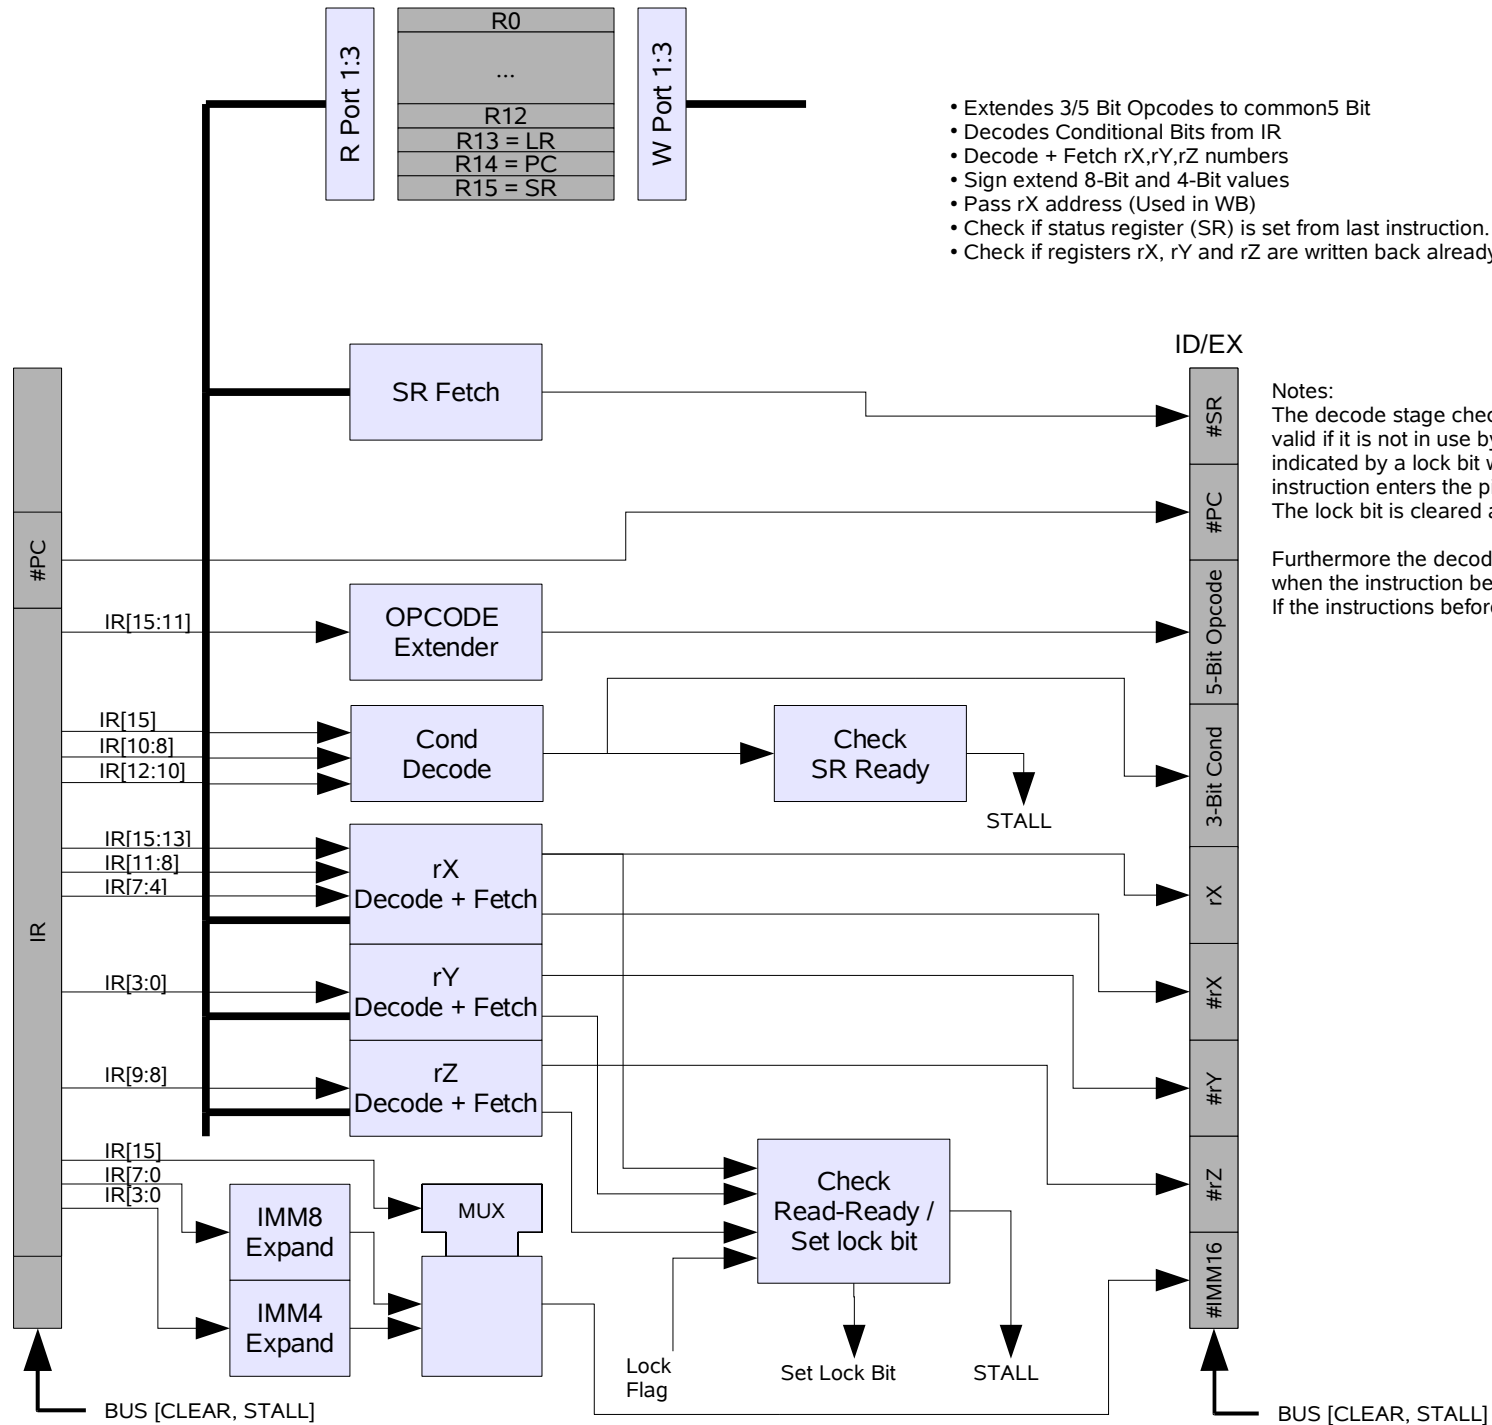 R0
...
R12
R13 = LR
R14 = PC
R15 = SR
R Port 1:3
W Port 1:3
• Extendes 3/5 Bit Opcodes to common5 Bit
• Decodes Conditional Bits from IR
• Decode + Fetch rX,rY,rZ numbers
• Sign extend 8-Bit and 4-Bit values
• Pass rX address (Used in WB)
• Check if status register (SR) is set from last instruction.
• Check if registers rX, rY and rZ are written back already
ID/EX
Notes:
The decode stage chec
valid if it is not in use by
indicated by a lock bit w
instruction enters the pi
The lock bit is cleared a
Furthermore the decod
when the instruction be
If the instructions before
SR Fetch
#SR
#PC
#PC
IR[15:11]
OPCODE
Extender
5-Bit Opcode
IR[15]
IR[10:8]
IR[12:10]
Cond
Decode
Check
SR Ready
STALL
3-Bit Cond
IR
IR[15:13]
IR[11:8]
IR[7:4]
rX
Decode + Fetch
rX
#rX
IR[3:0]
rY
Decode + Fetch
#rY
IR[9:8]
rZ
Decode + Fetch
#rZ
IR[15]
IR[7:0
IR[3:0
IMM8
Expand
IMM4
Expand
MUX
Check
Read-Ready /
Set lock bit
#IMM16
Lock
Flag
Set Lock Bit
STALL
BUS [CLEAR, STALL]
BUS [CLEAR, STALL]